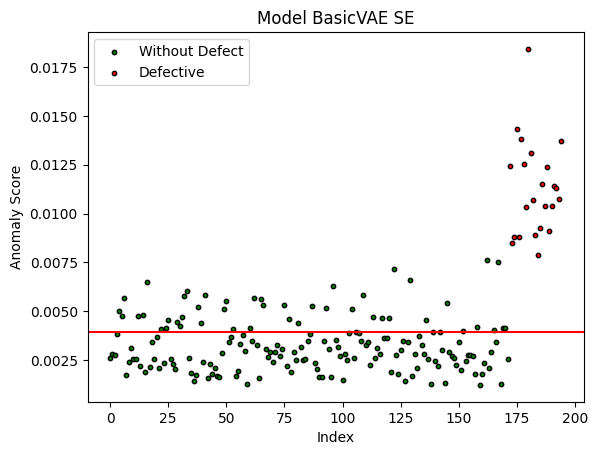 Model BasicVAE SE
Without Defect
Defective
0.0175
0.0150
0.0125
0.0100
0.0075
0.0050
0.0025
Anomaly Score
0 25 50 75 100 125 150 175 200
Index